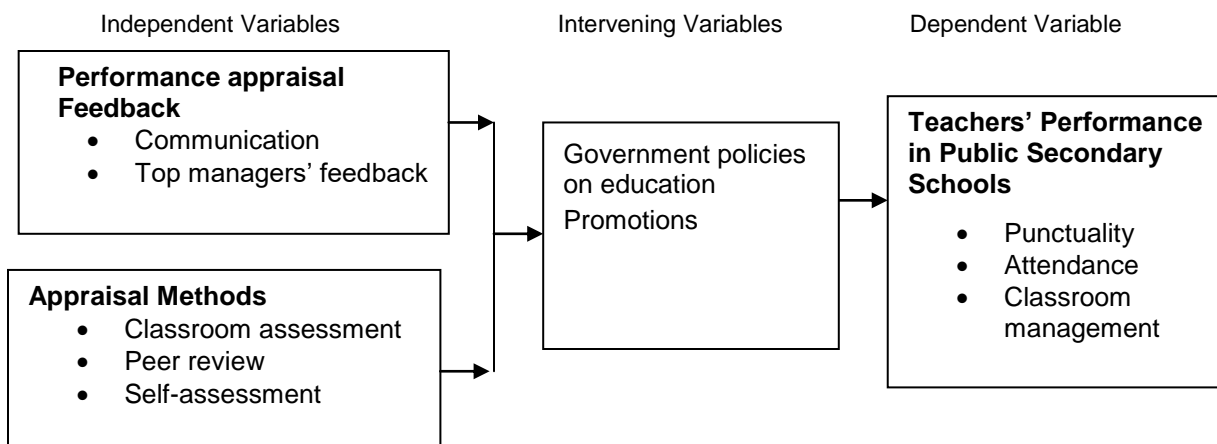 Independent Variables
Intervening Variables
Dependent Variable
Performance appraisal
Feedback
• Communication
• Top managers' feedback
Appraisal Methods
• Classroom assessment
• Peer review
• Self-assessment
Government policies
on education
Promotions
Teachers' Performance
in Public Secondary
Schools
• Punctuality
• Attendance
• Classroom
management